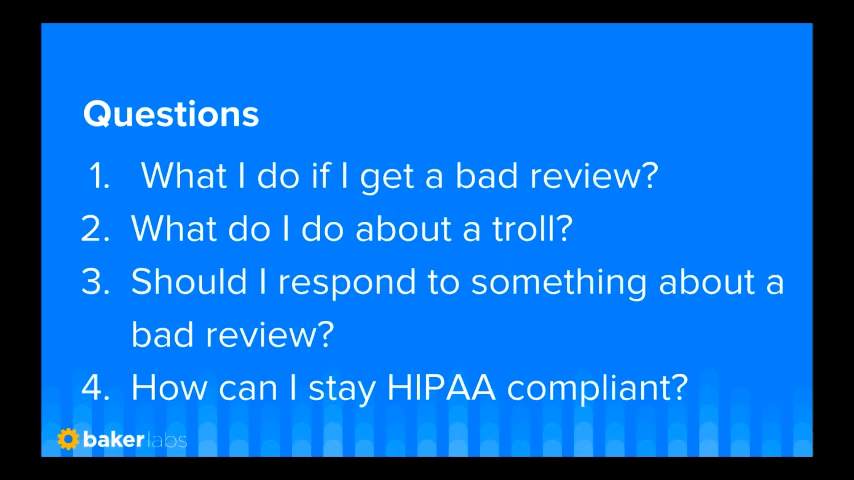 Questions
1. What I do if I get a bad review?
2. What do I do about a troll?
3. Should I respond to something about a
bad review?
4. How can I stay HIPAA compliant?
bakerlabs